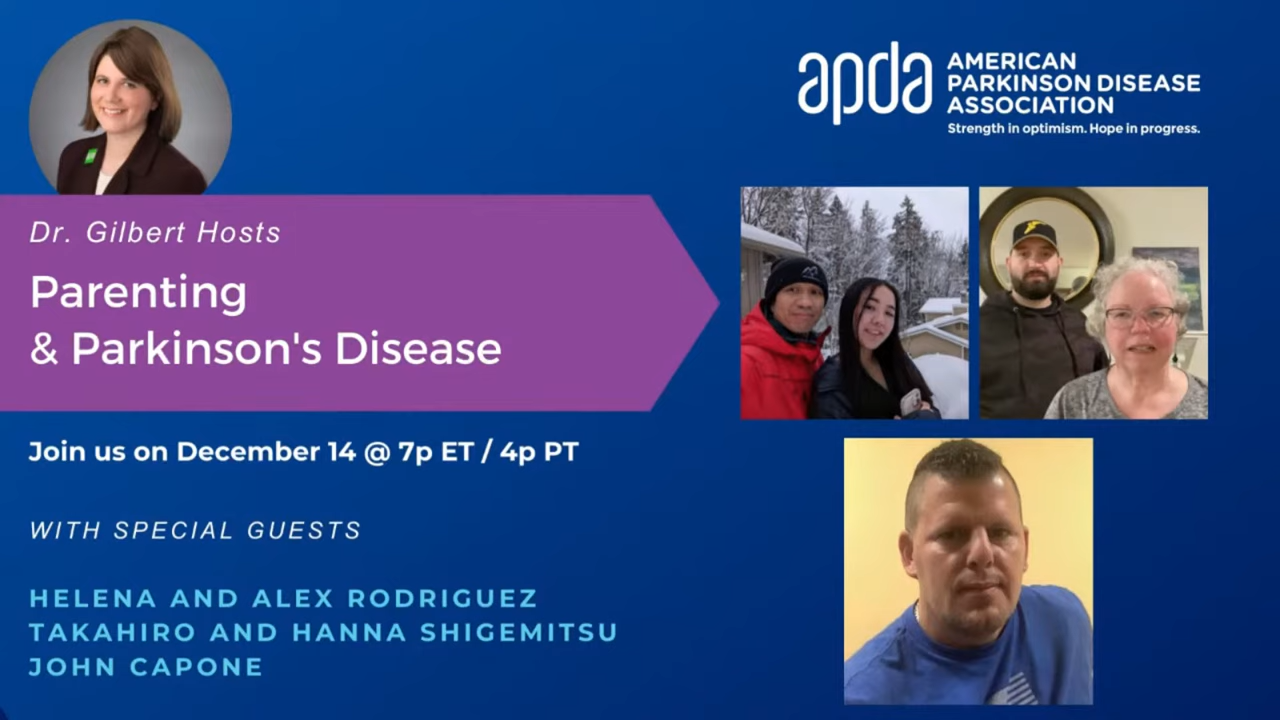 apda
AMERICAN
PARKINSON DISEASE
ASSOCIATION
Strength in optimism. Hope in progress.
Dr. Gilbert Hosts
Parenting
& Parkinson's Disease
Join us on December 14 @ 7p ET / 4p PT
WITH SPECIAL GUESTS
HELENA AND ALEX RODRIGUEZ
TAKAHIRO AND HANNA SHIGEMITSU
JOHN CAPONE